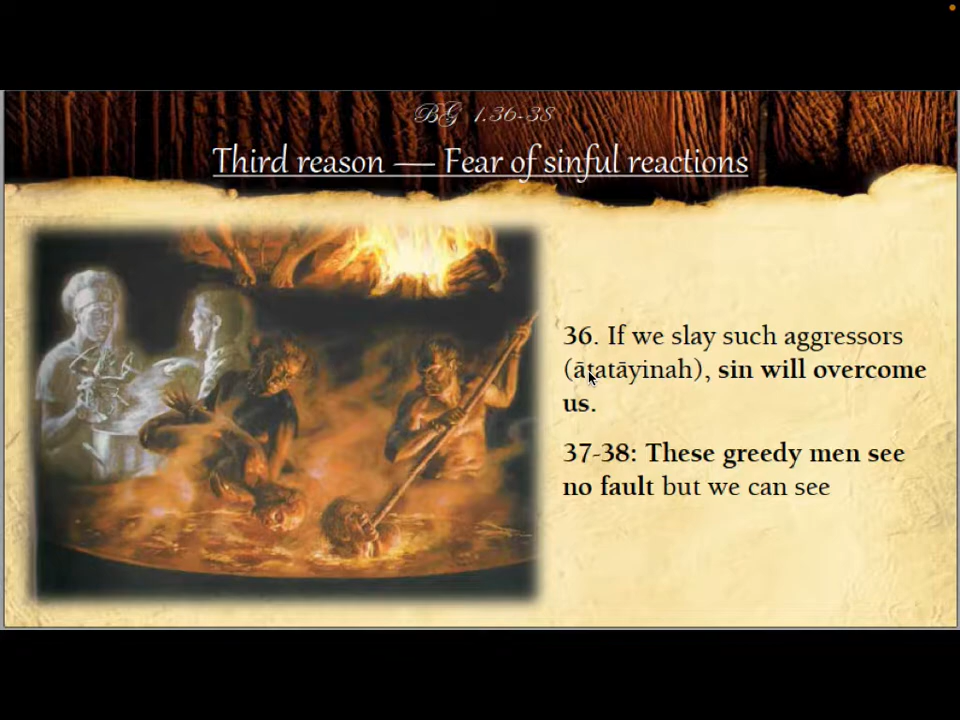 BG 1.36-38
Third reason — Fear of sinful reactions
36. If we slay such aggressors
(ātatāyinah), sin will overcome
us.
37-38: These greedy men see
no fault but we can see